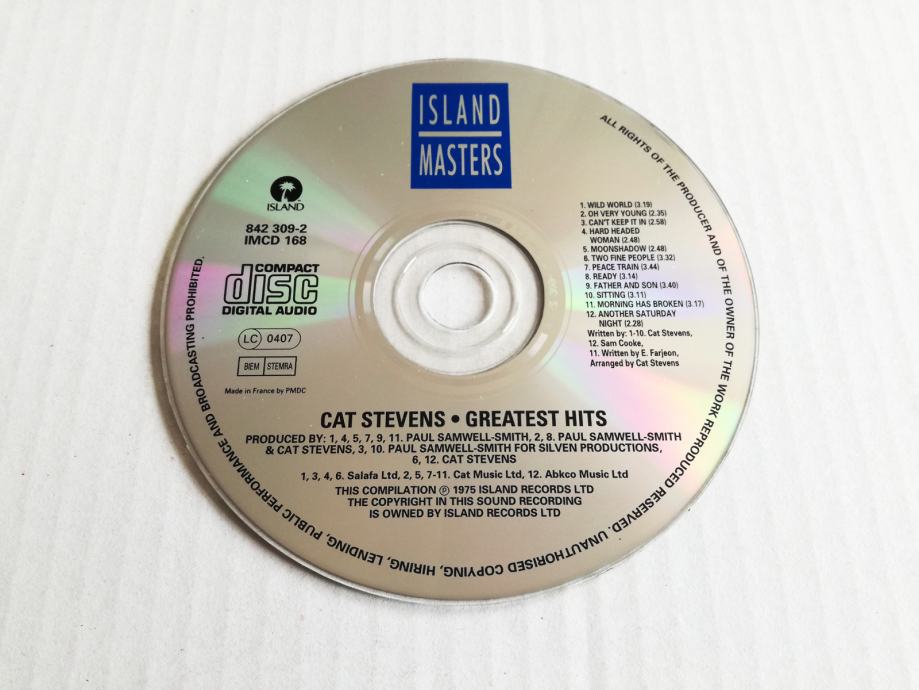 ISLAND
MASTERS
ALL RIGHTS OF THE PRODUCER AND OF THE OWNER OF THE WORK REPRODUCED RESERVED. UNAUTHORISED COPYING, HIRING, LENDING, PUBLIC PERFORMANCE AND BROADCASTING PROHIBITED.
ISLAND
842 309-2
IMCD 168
COMPACT
disc
DIGITAL AUDIO
LC 0407
BIEM STEMRA
Made in France by PMDC
1. WILD WORLD (3.19)
2. OH VERY YOUNG (2.35)
3. CAN'T KEEP IT IN (2.58)
4. HARD HEADED
WOMAN (2.48)
5. MOONSHADOW (2.48)
6. TWO FINE PEOPLE (3.32)
7. PEACE TRAIN (3.44)
8. READY (3.14)
9. FATHER AND SON (3.40)
10. SITTING (3.11)
11. MORNING HAS BROKEN (3.17)
12. ANOTHER SATURDAY
NIGHT (2.28)
Written by: 1-10. Cat Stevens,
12. Sam Cooke,
11. Written by E. Farjeon,
Arranged by Cat Stevens
CAT STEVENS • GREATEST HITS
PRODUCED BY: 1, 4, 5, 7, 9, 11. PAUL SAMWELL-SMITH, 2, 8. PAUL SAMWELL-SMITH
& CAT STEVENS, 3, 10. PAUL SAMWELL-SMITH FOR SILVEN PRODUCTIONS,
6, 12. CAT STEVENS
1, 3, 4, 6. Salafa Ltd, 2, 5, 7-11. Cat Music Ltd, 12. Abkco Music Ltd
THIS COMPILATION ℗ 1975 ISLAND RECORDS LTD
THE COPYRIGHT IN THIS SOUND RECORDING
IS OWNED BY ISLAND RECORDS LTD